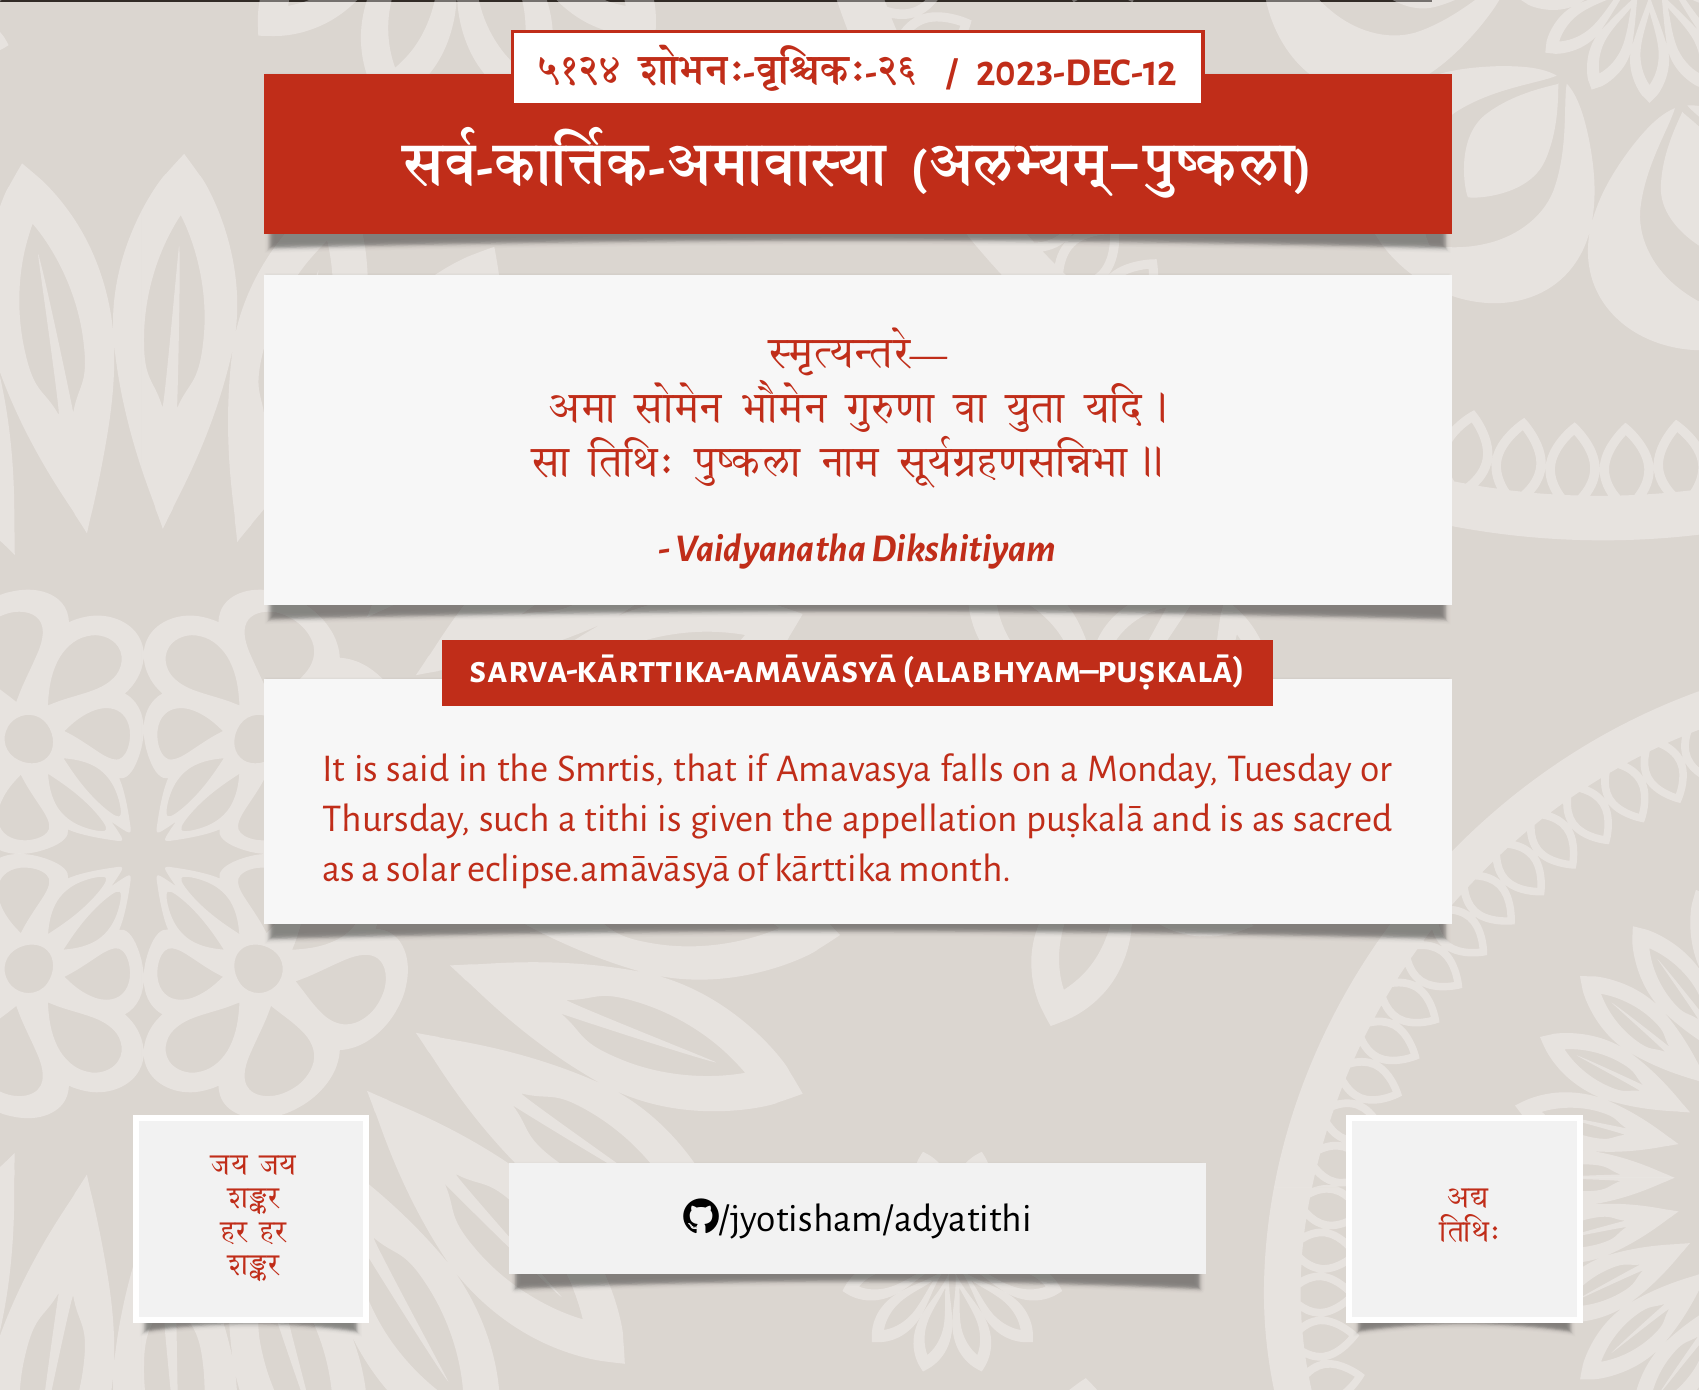 ५१२४ शोभनः-वृश्चिकः-२६ / 2023-DEC-12
सर्व-कार्त्तिक-अमावास्या (अलभ्यम्–पुष्कला)
स्मृत्यन्तरे—
अमा सोमेन भौमेन गुरुणा वा युता यदि।
सा तिथिः पुष्कला नाम सूर्यग्रहणसन्निभा॥
- Vaidyanatha Dikshitiyam
SARVA-KĀRTTIKA-AMĀVĀSYĀ (ALABHYAM–PUṢKALĀ)
It is said in the Smrtis, that if Amavasya falls on a Monday, Tuesday or
Thursday, such a tithi is given the appellation puṣkalā and is as sacred
as a solar eclipse.amāvāsyā of kārttika month.
जय जय
शङ्कर
हर हर
शङ्कर
/jyotisham/adyatithi
अद्य
तिथिः